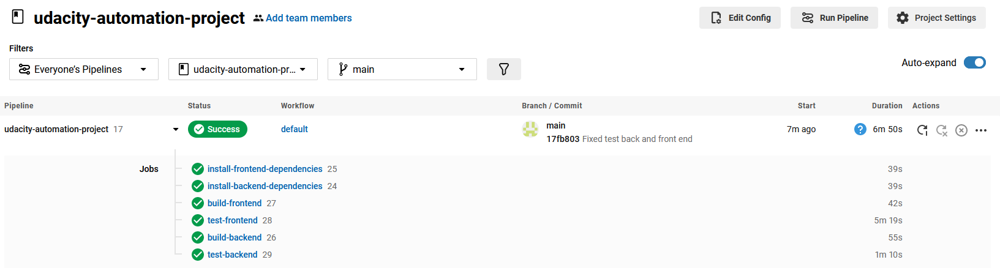 udacity-automation-project Add team members Edit Config Run Pipeline Project Settings
Filters
Everyone's Pipelines udacity-automation-pr... main Auto-expand
Pipeline Status Workflow Branch / Commit Start Duration Actions
udacity-automation-project 17 Success default main 7m ago ? 6m 50s
17fb803 Fixed test back and front end
Jobs install-frontend-dependencies 25 39s
install-backend-dependencies 24 39s
build-frontend 27 42s
test-frontend 28 5m 19s
build-backend 26 55s
test-backend 29 1m 10s